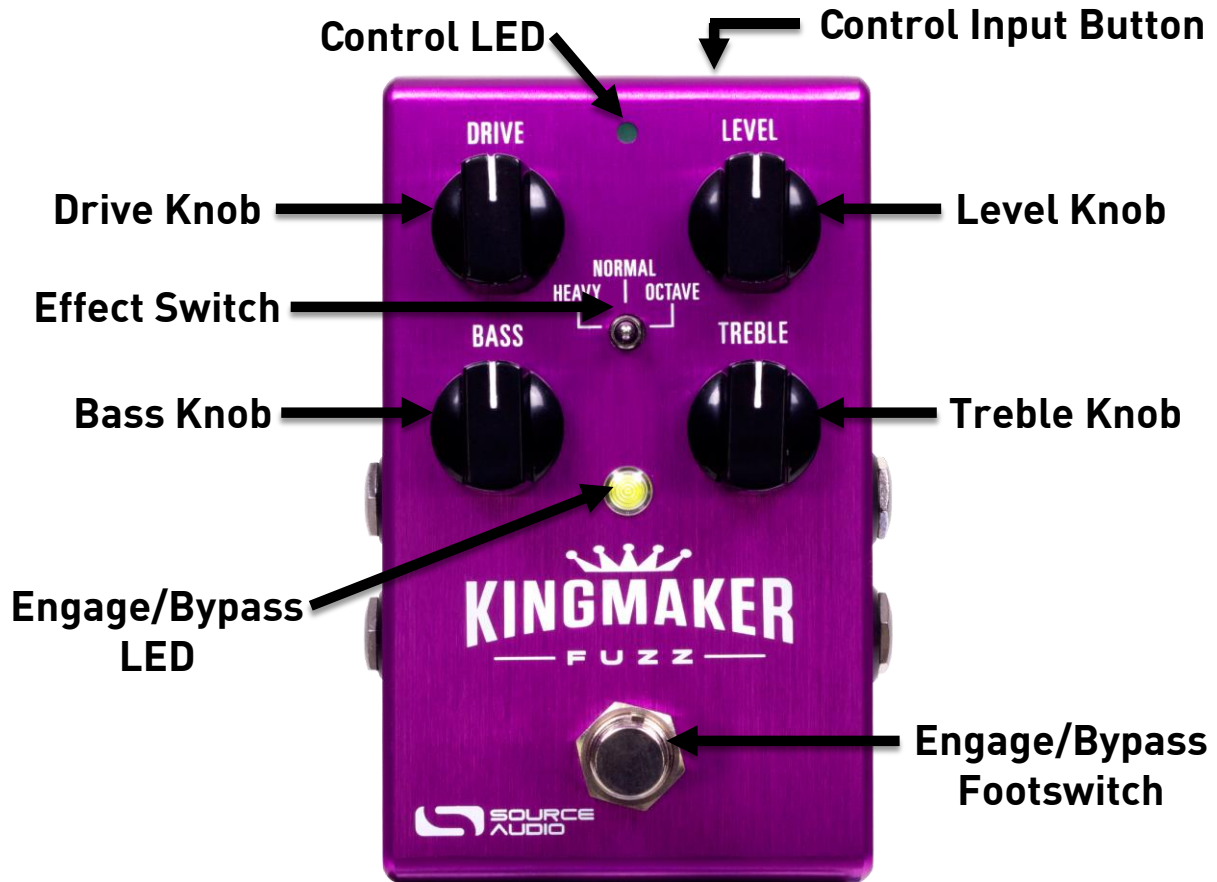 Control LED
Control Input Button
DRIVE
LEVEL
Drive Knob
Level Knob
NORMAL
HEAVY
OCTAVE
Effect Switch
BASS
TREBLE
Bass Knob
Treble Knob
Engage/Bypass
LED
KINGMAKER
FUZZ
Engage/Bypass
Footswitch
SOURCE
AUDIO